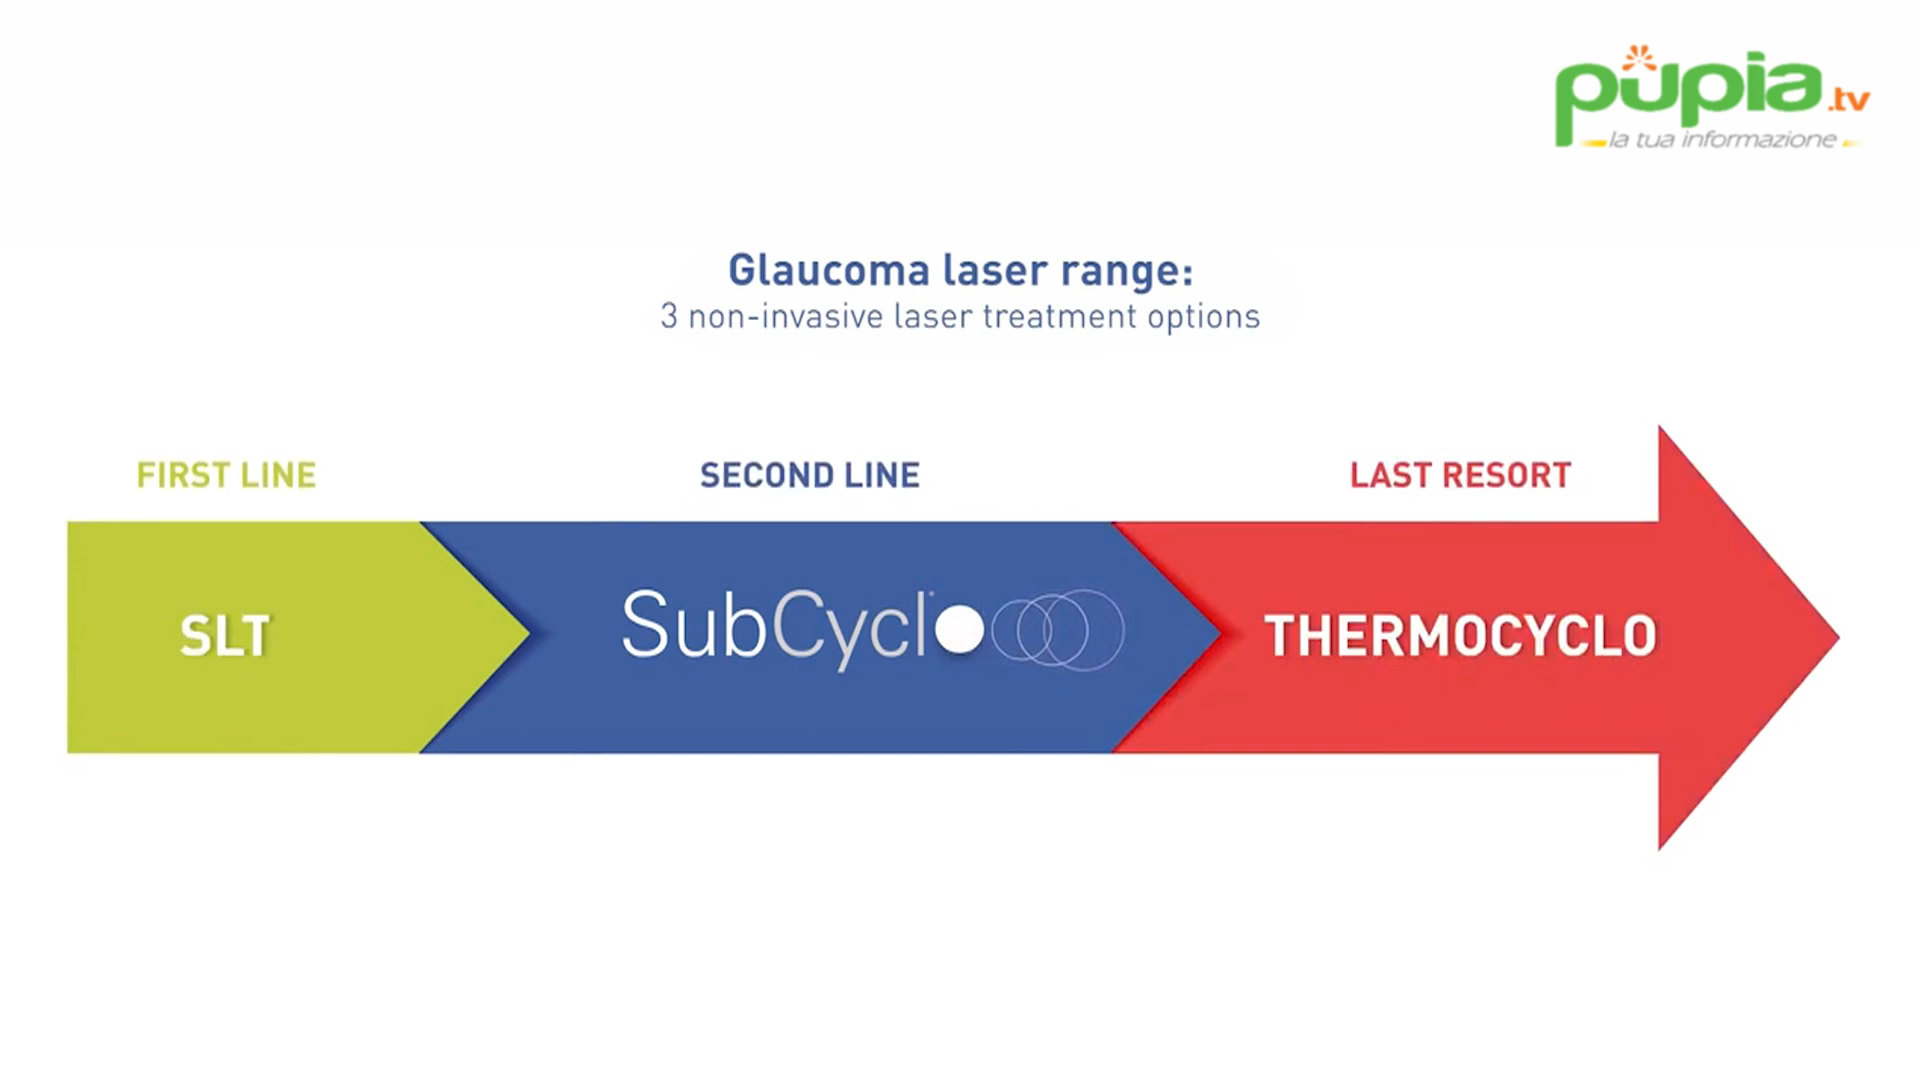 pupia.tv
la tua informazione
Glaucoma laser range:
3 non-invasive laser treatment options
FIRST LINE
SECOND LINE
LAST RESORT
SLT
SubCyclo
THERMOCYCLO